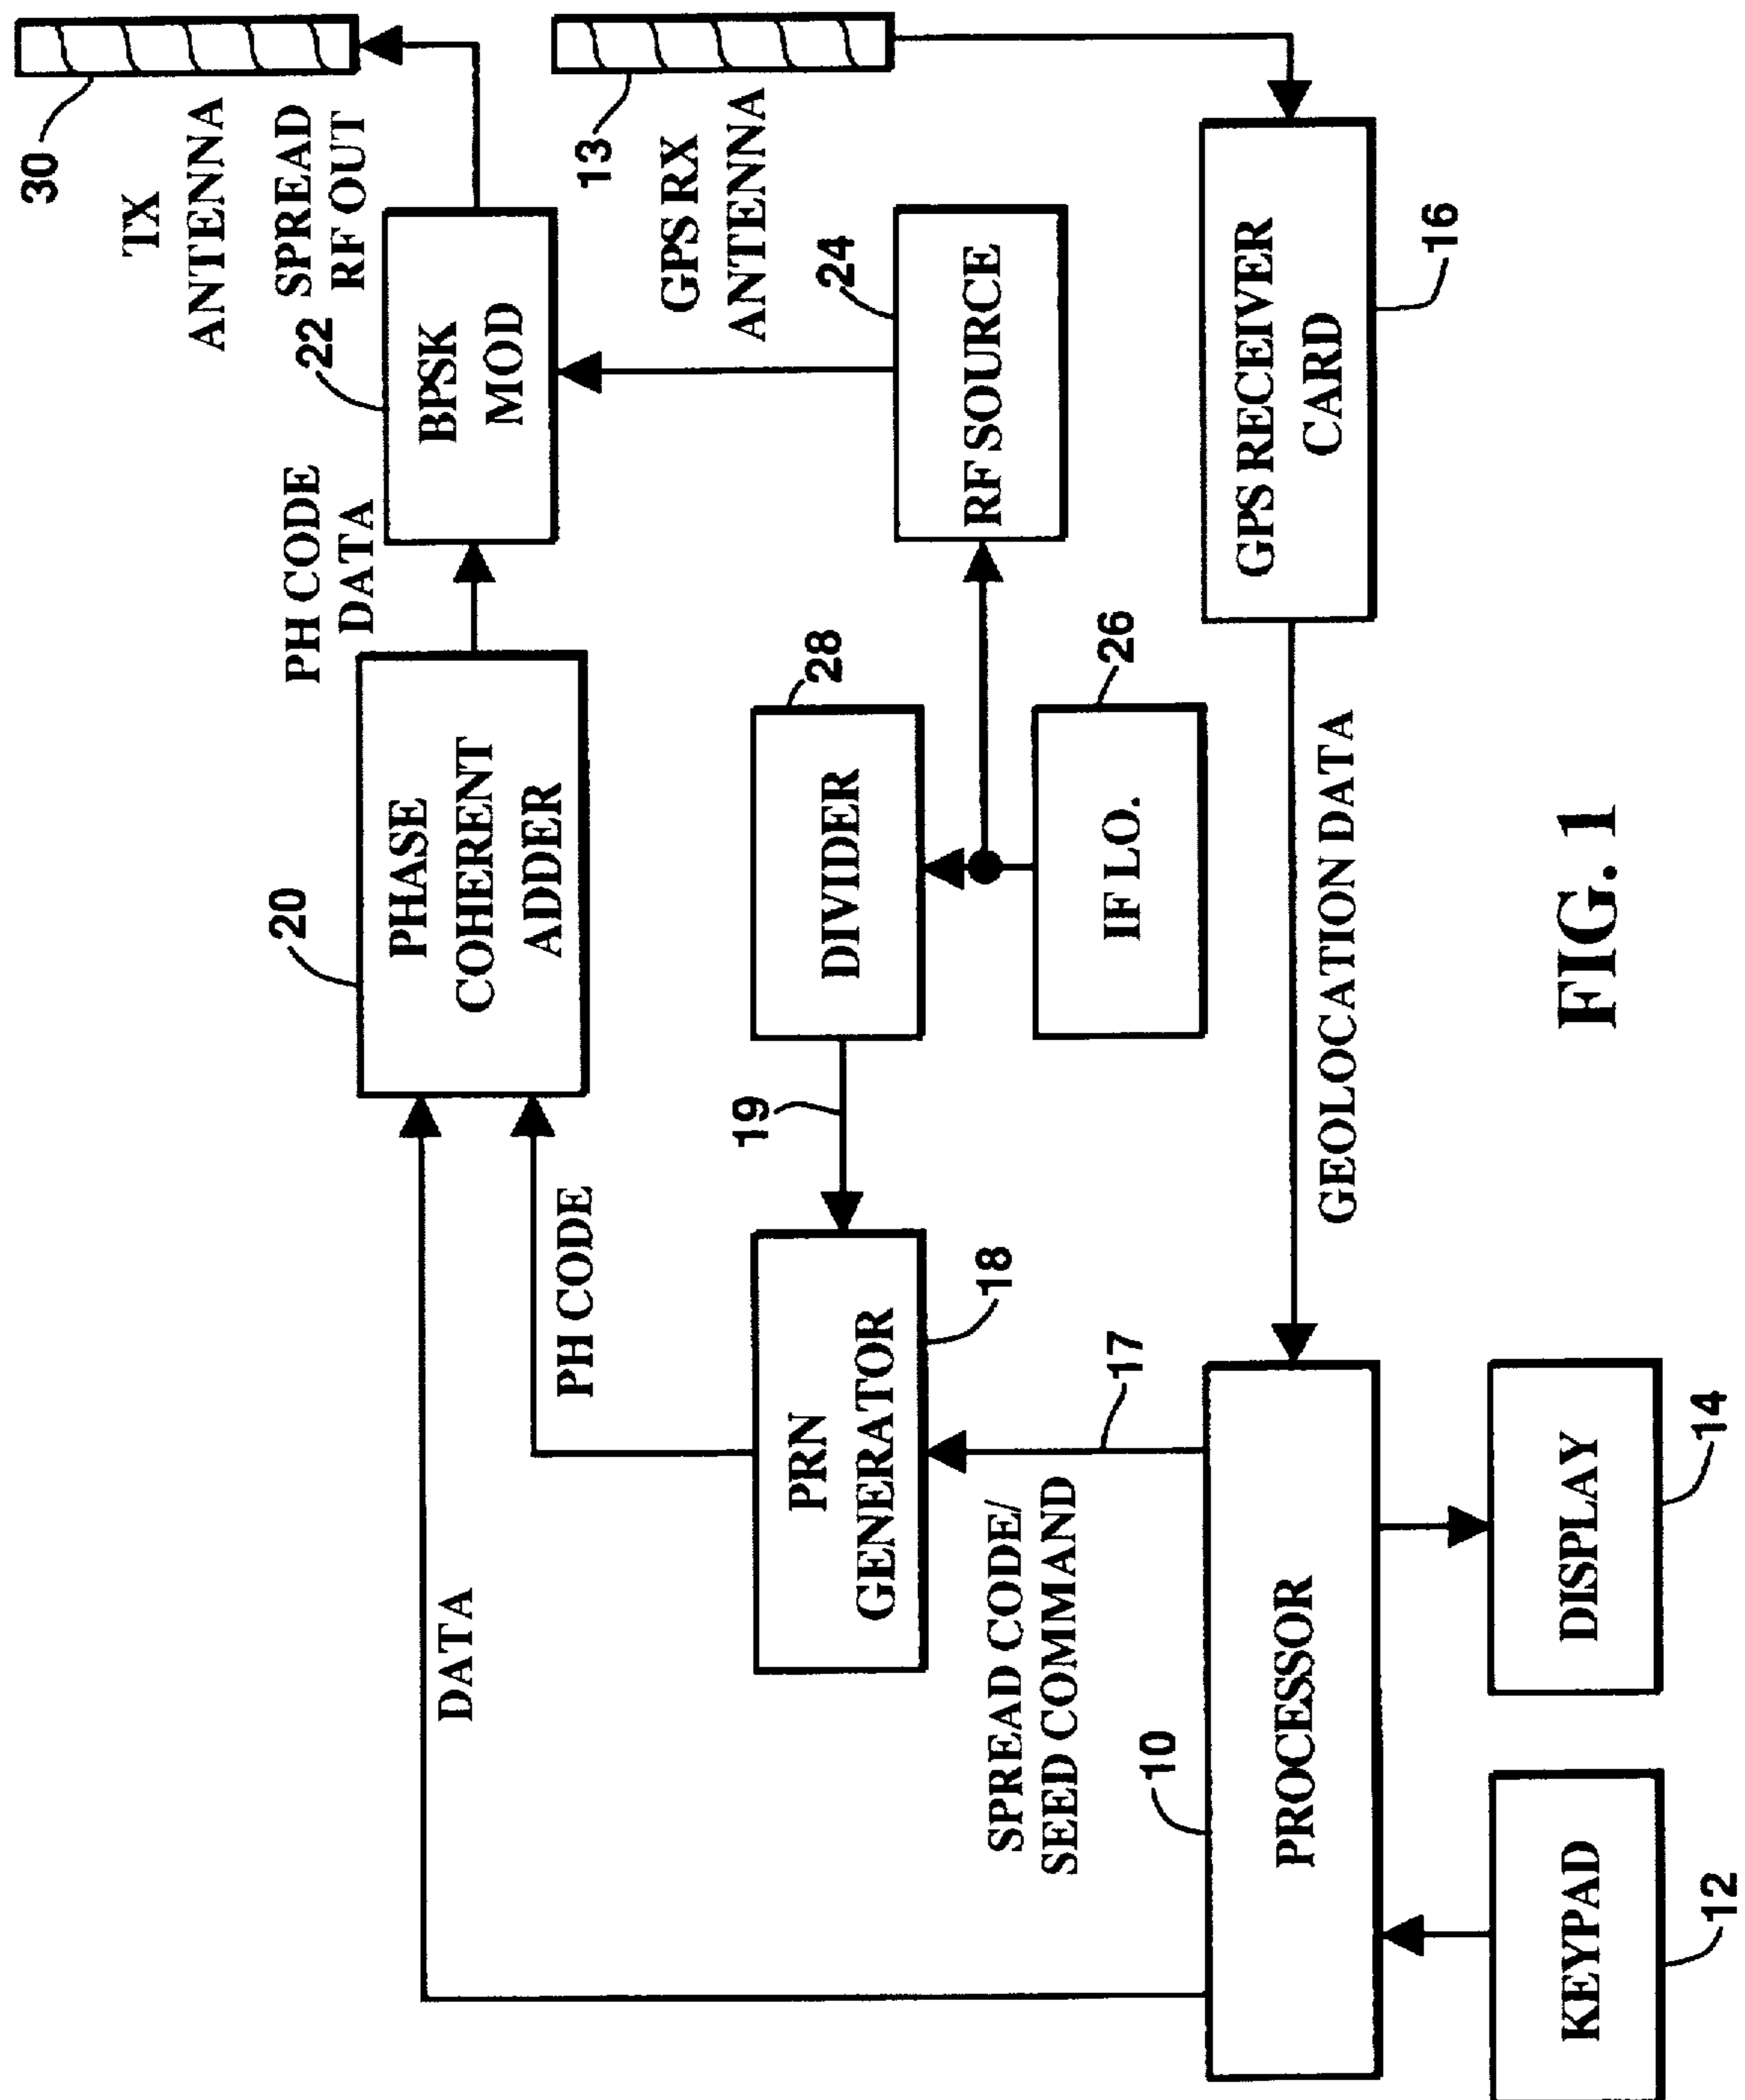 30
TX
ANTENNA
SPREAD
RF OUT
22
BPSK
MOD
PH CODE
DATA
20
PHASE
COHERENT
ADDER
DATA
PH CODE
13
GPS RX
ANTENNA
24
RF SOURCE
28
DIVIDER
19
PRN
GENERATOR
18
26
IF LO.
SPREAD CODE/
SEED COMMAND
17
16
GPS RECEIVER
CARD
GEOLOCATION DATA
10
PROCESSOR
KEYPAD
12
DISPLAY
14
FIG. 1